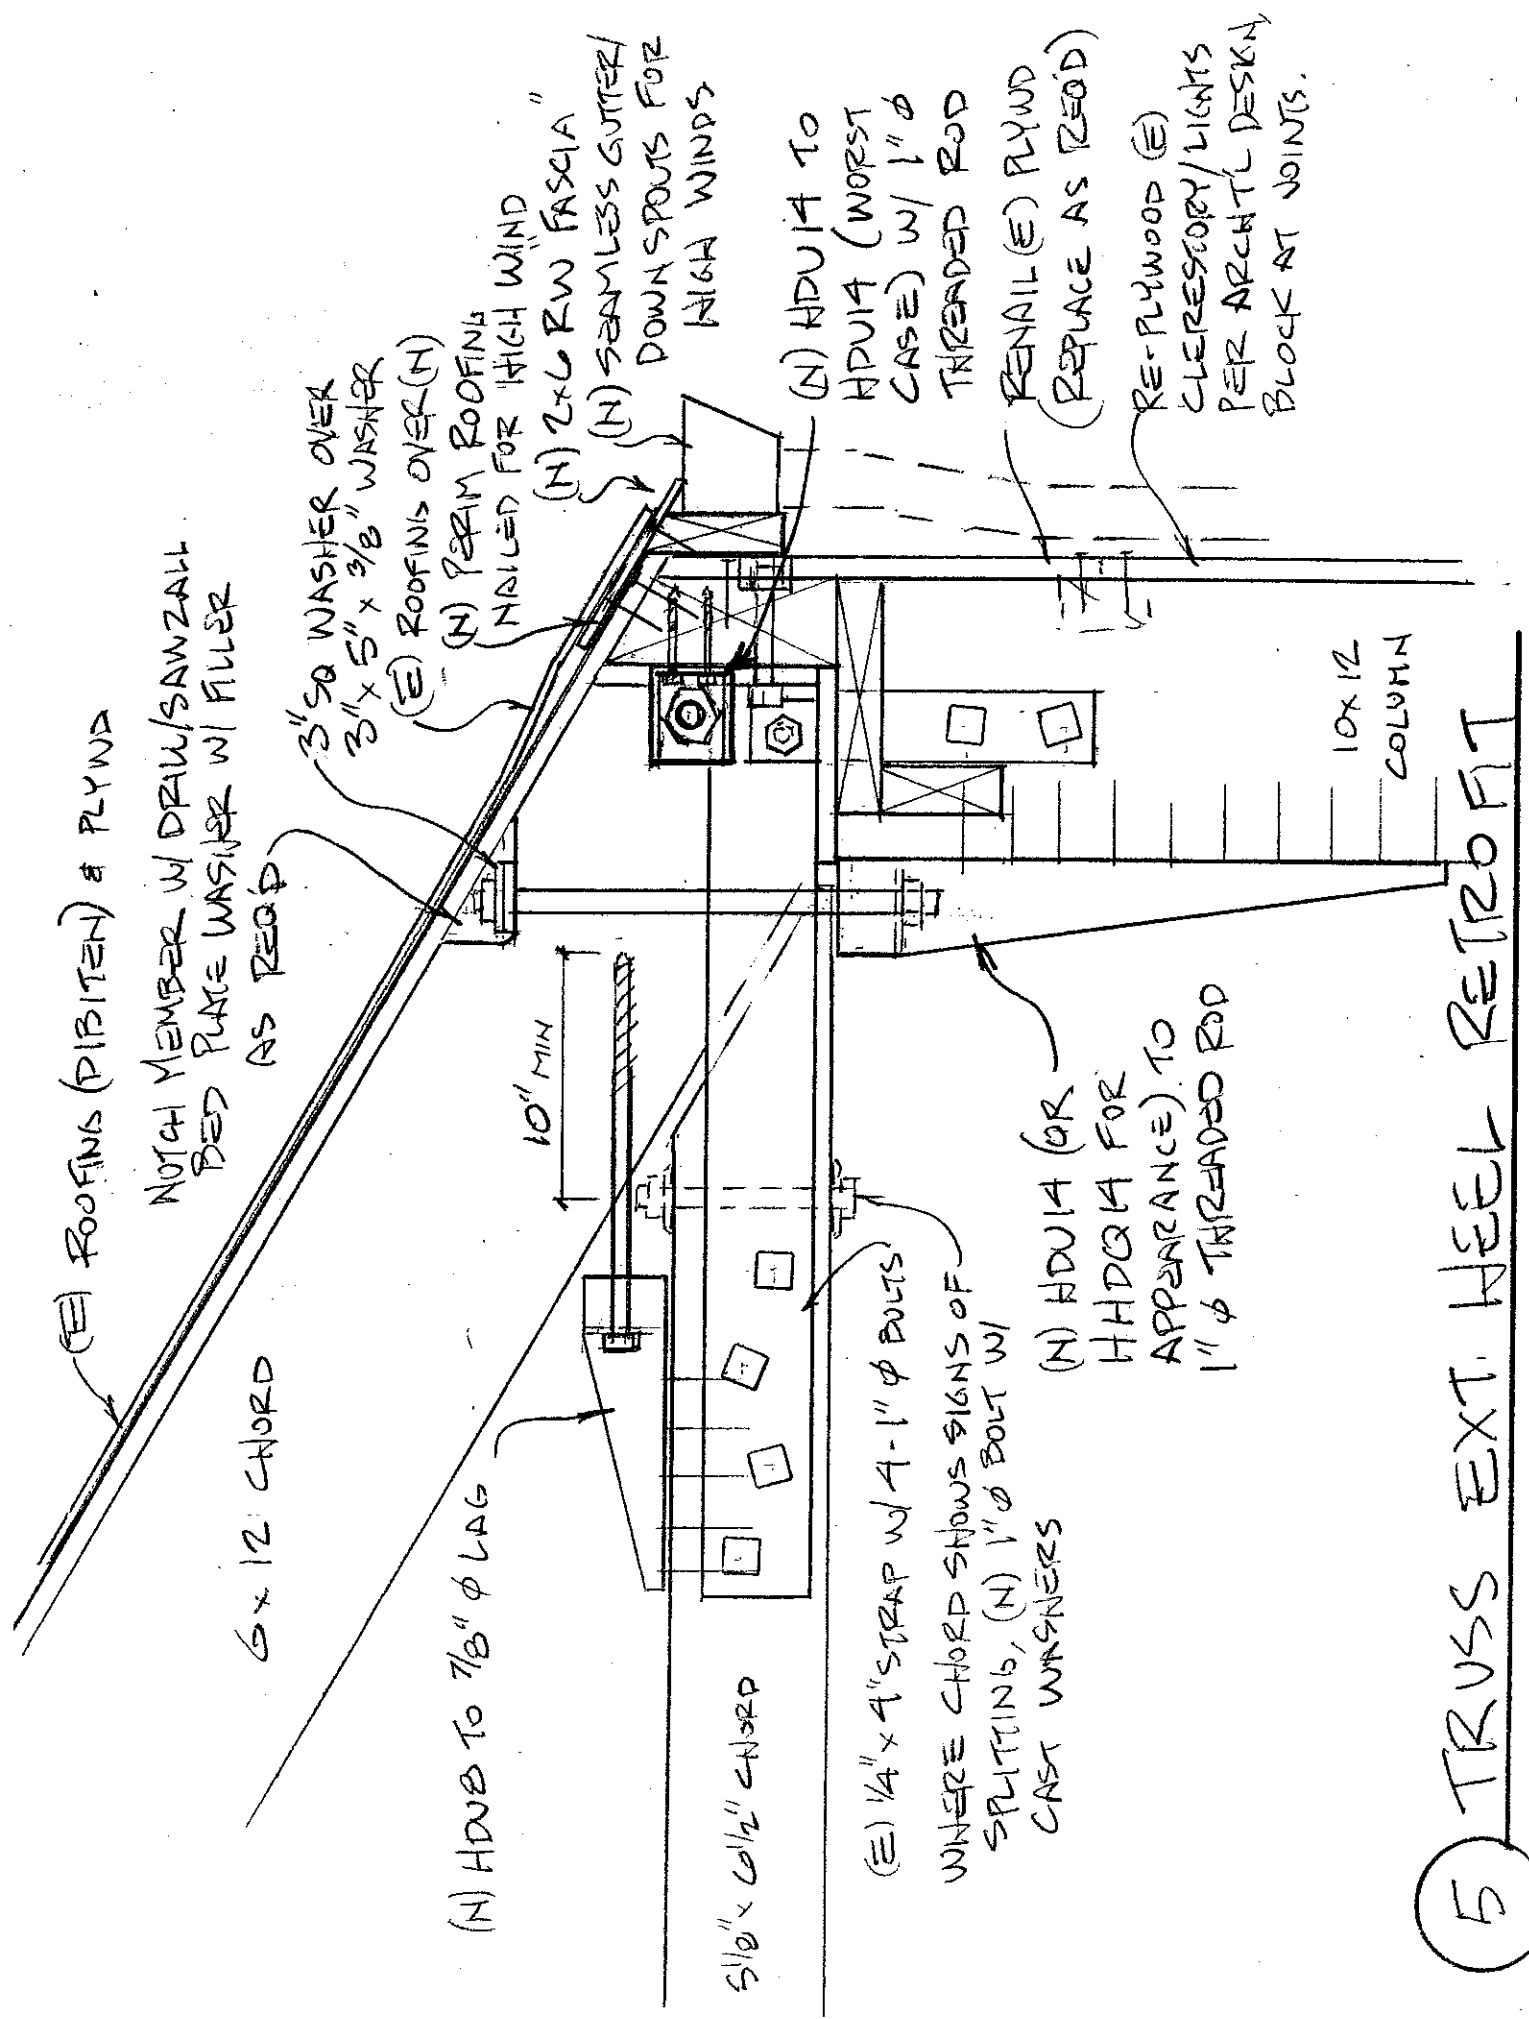 (E) ROOFING (DIBITEN) & PLYWD
NOTCH MEMBER W/ DRILL/SAWZALL
BED PLATE WASHER W/ FILLER
AS REQ'D
3" SQ WASHER OVER
3" x 5" x 3/8" WASHER
(E) ROOFING OVER (N)
(N) PERIM ROOFING
NAILED FOR HIGH WIND
(N) 2x6 RW FASCIA"
(N) SEAMLESS GUTTER/
DOWNSPOUTS FOR
HIGH WINDS
(N) HDU14 TO
HDU14 (WORST
CASE) W/ 1" ϕ
THREADED ROD
RENAIL (E) PLYWD
(REPLACE AS REQ'D)
RE-PLYWOOD (E)
CLERESTORY/LIGHTS
PER ARCHT'L DESIGN,
BLOCK AT JOINTS.
6 x 12 CHORD
(N) HDU8 TO 7/8" ϕ LAG
10" MIN
5 1/8" x 6 1/2" CHORD
10x12
COLUMN
(E) 1/4" x 4" STRAP W/ 4-1" ϕ BOLTS
WHERE CHORD SHOWS SIGNS OF
SPLITTING, (N) 1" ϕ BOLT W/
CAST WASHERS
(N) HDU14 (OR
HHDQ14 FOR
APPEARANCE) TO
1" ϕ THREADED ROD
5 TRUSS EXT. HEEL RETROFIT